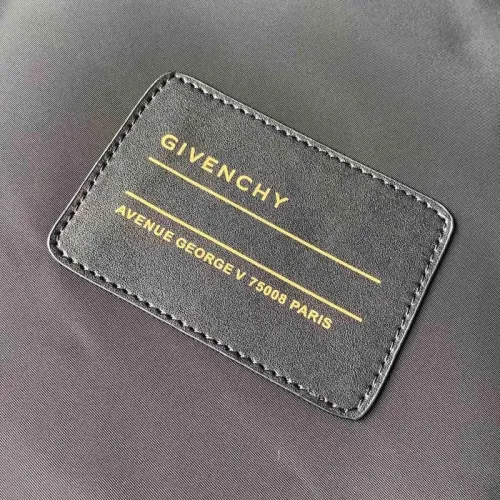 GIVENCHY
AVENUE GEORGE V 75008 PARIS